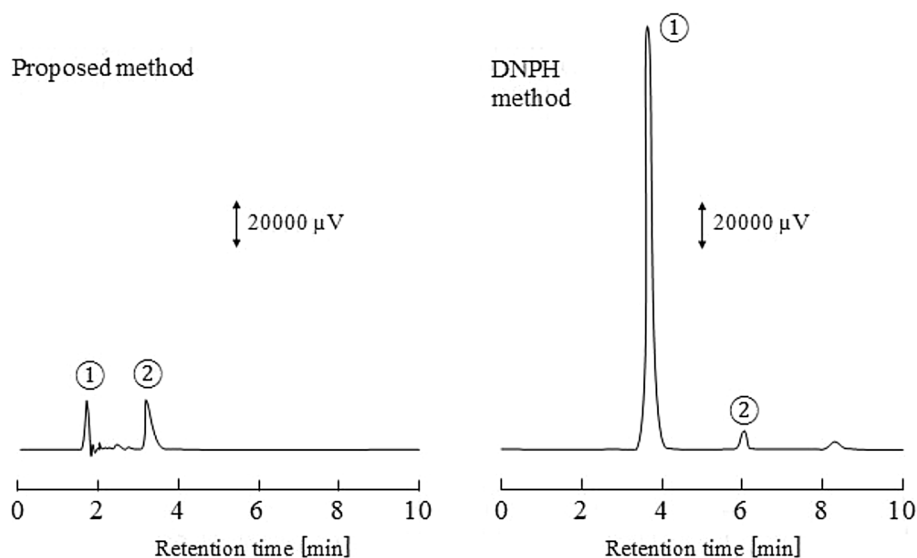 Proposed method
①
②
20000 μV
0 2 4 6 8 10
Retention time [min]
DNPH
method
①
②
20000 μV
0 2 4 6 8 10
Retention time [min]